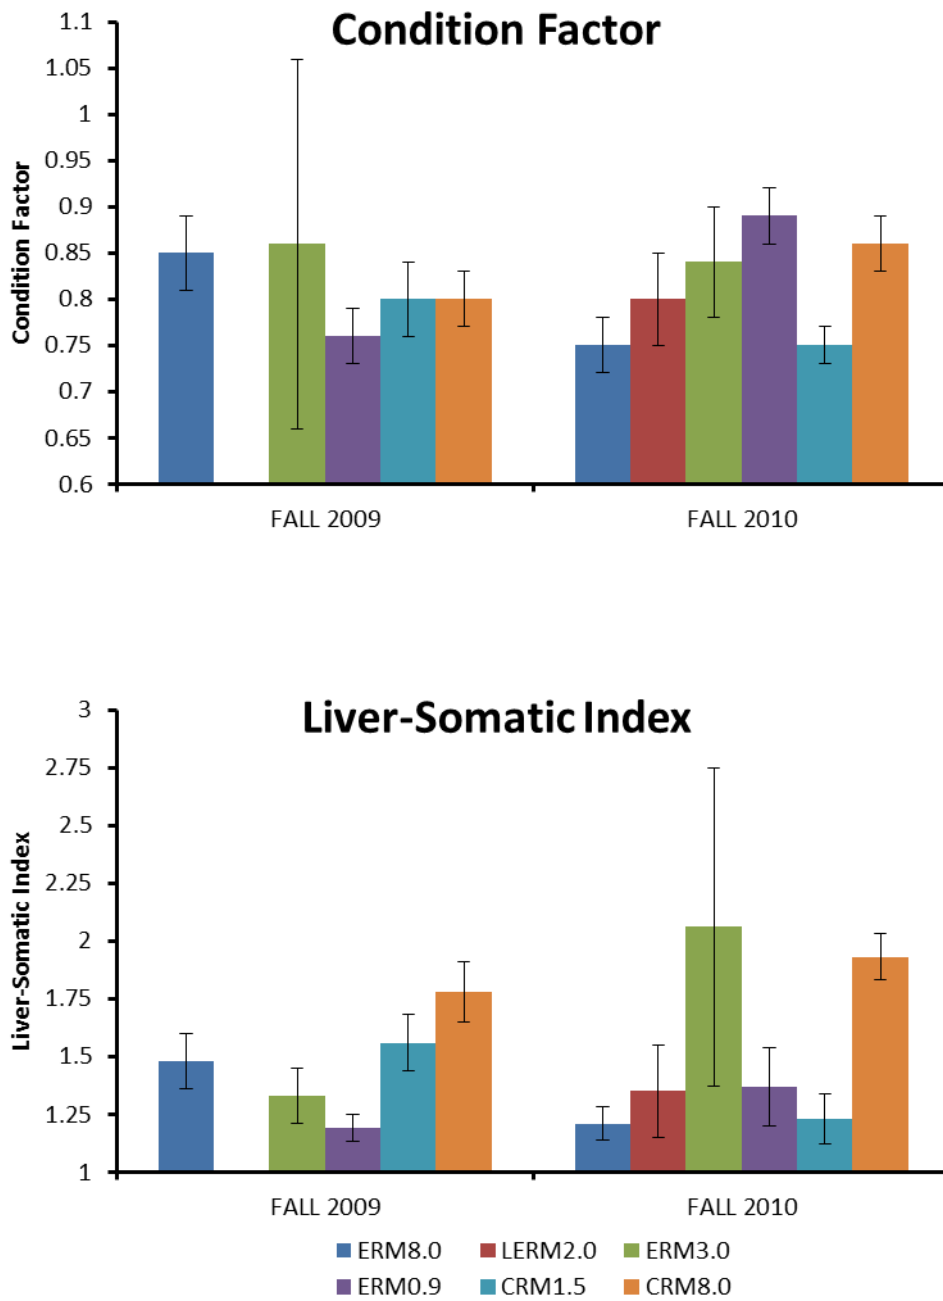 Condition Factor
1.1
1.05
1
0.95
0.9
0.85
0.8
0.75
0.7
0.65
0.6
Condition Factor
FALL 2009 FALL 2010
Liver-Somatic Index
3
2.75
2.5
2.25
2
1.75
1.5
1.25
1
Liver-Somatic Index
FALL 2009 FALL 2010
ERM8.0 LERM2.0 ERM3.0
ERM0.9 CRM1.5 CRM8.0